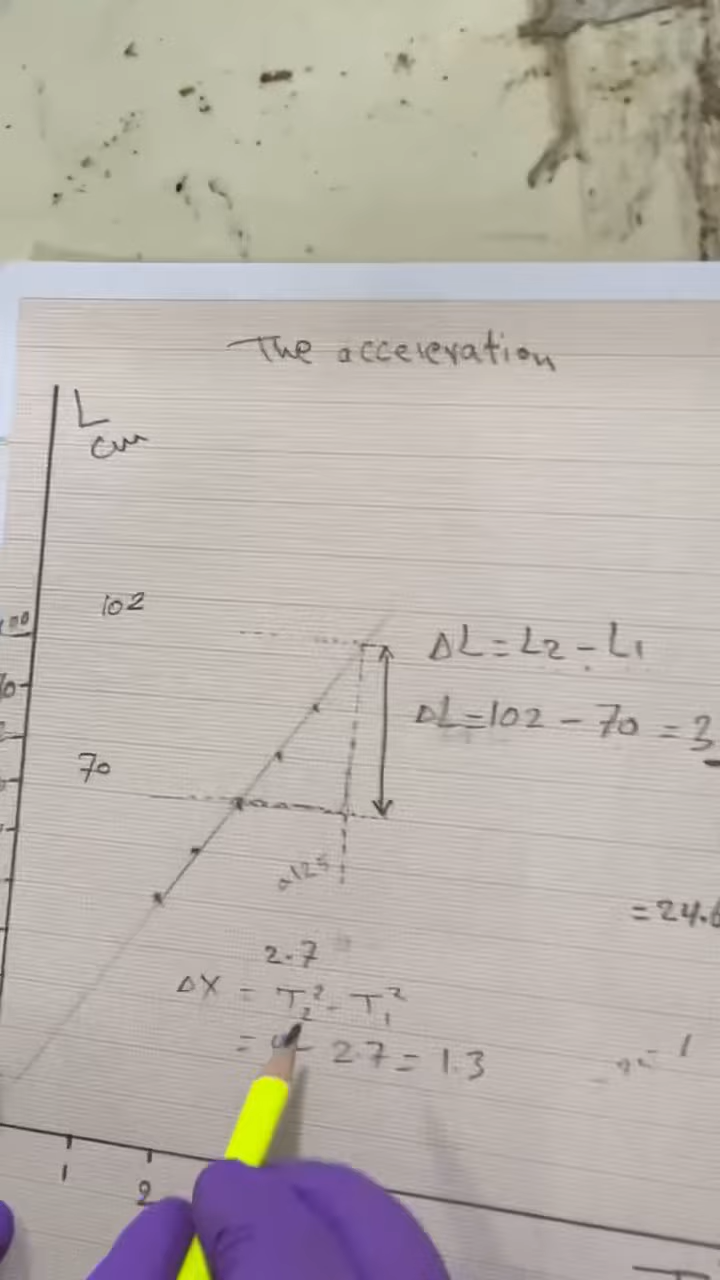 The acceleration
L
cm
102
ΔL = L2 - L1
ΔL = 102 - 70 = 3
70
= 24.6
2.7
ΔX = T₂² - T₁²
= 2.7 = 1.3
1
2